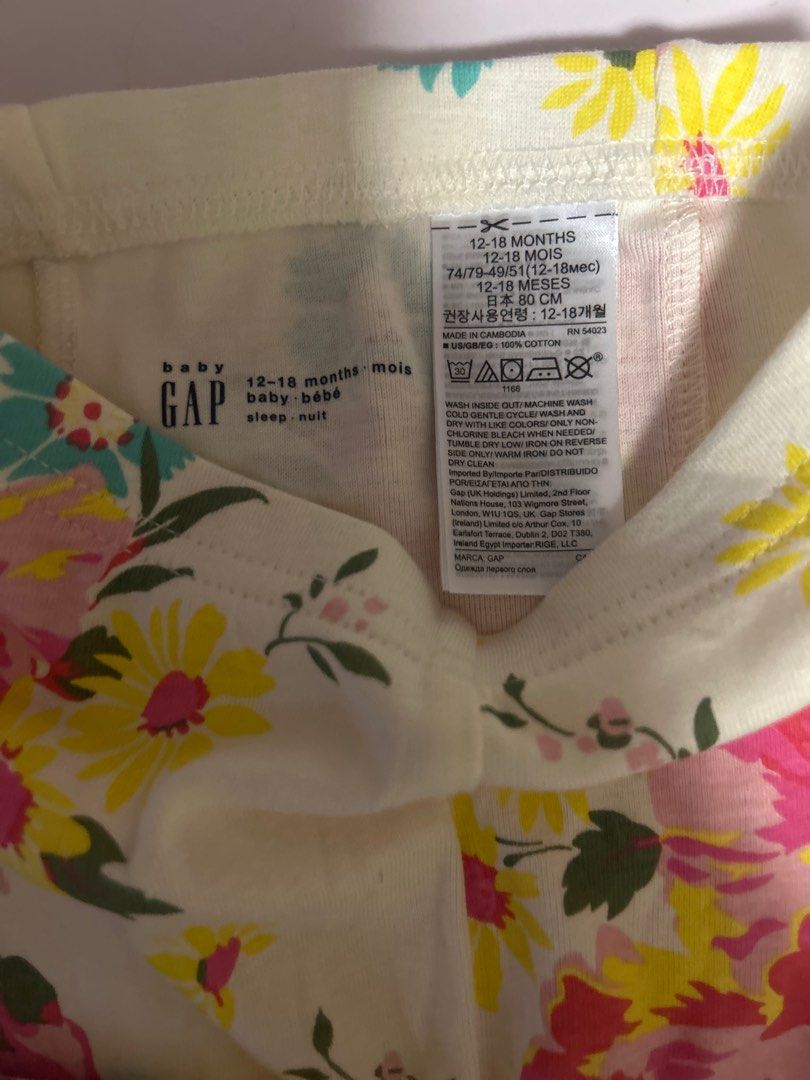 12-18 MONTHS
12-18 MOIS
74/79-49/51(12-18мес)
12-18 MESES
日本 80 CM
권장사용연령 : 12-18개월
MADE IN CAMBODIA RN 54023
■ US/GB/EG : 100% COTTON
30
1166
®
WASH INSIDE OUT/ MACHINE WASH
COLD GENTLE CYCLE/ WASH AND
DRY WITH LIKE COLORS/ ONLY NON-
CHLORINE BLEACH WHEN NEEDED/
TUMBLE DRY LOW/ IRON ON REVERSE
SIDE ONLY/ WARM IRON/ DO NOT
DRY CLEAN
Imported By/Importe Par/DISTRIBUIDO
POR/ΕΙΣΑΓΕΤΑΙ ΑΠΟ ΤΗΝ:
Gap (UK Holdings) Limited, 2nd Floor
Nations House, 103 Wigmore Street,
London, W1U 1QS, UK. Gap Stores
(Ireland) Limited c/o Arthur Cox, 10
Earlsfort Terrace, Dublin 2, D02 T380,
Ireland Egypt Importer:RIGE, LLC
MARCA: GAP
Одежда первого слоя
baby
GAP
12-18 months · mois
baby · bébé
sleep · nuit